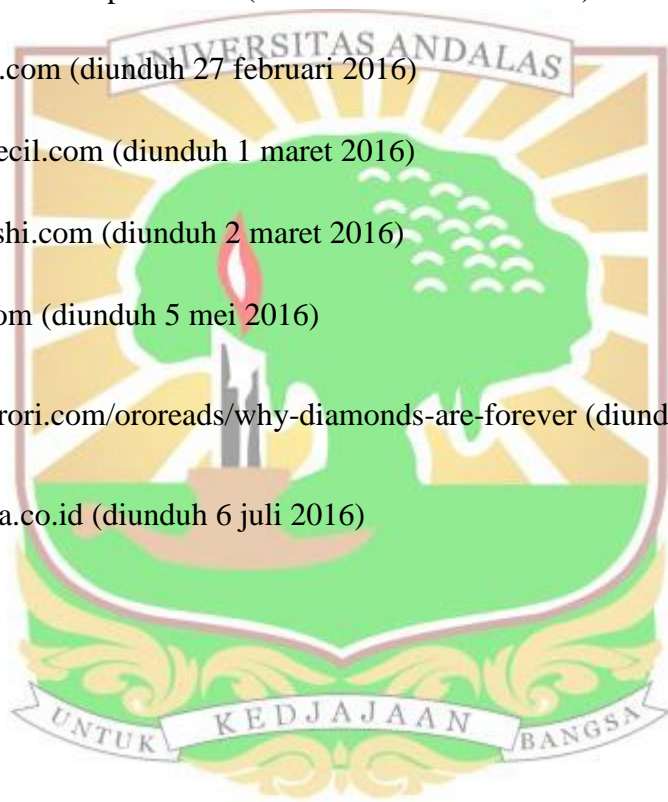 UNIVERSITAS ANDALAS
.com (diunduh 27 februari 2016)
ecil.com (diunduh 1 maret 2016)
shi.com (diunduh 2 maret 2016)
om (diunduh 5 mei 2016)
rori.com/ororeads/why-diamonds-are-forever (diund
a.co.id (diunduh 6 juli 2016)
UNTUK KEDJAJAAN BANGSA